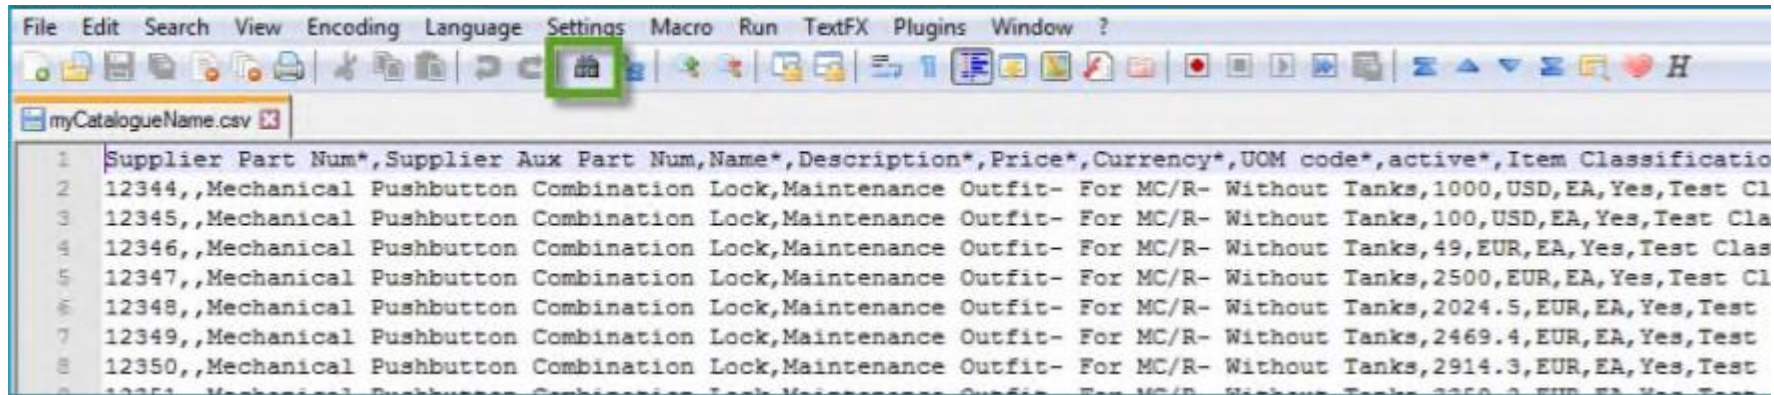 File Edit Search View Encoding Language Settings Macro Run TextFX Plugins Window ?
H
myCatalogueName.csv
1 Supplier Part Num*,Supplier Aux Part Num,Name*,Description*,Price*,Currency*,UOM code*,active*,Item Classificatio
2 12344,,Mechanical Pushbutton Combination Lock,Maintenance Outfit- For MC/R- Without Tanks,1000,USD,EA,Yes,Test Cl
3 12345,,Mechanical Pushbutton Combination Lock,Maintenance Outfit- For MC/R- Without Tanks,100,USD,EA,Yes,Test Cla
4 12346,,Mechanical Pushbutton Combination Lock,Maintenance Outfit- For MC/R- Without Tanks,49,EUR,EA,Yes,Test Clas
5 12347,,Mechanical Pushbutton Combination Lock,Maintenance Outfit- For MC/R- Without Tanks,2500,EUR,EA,Yes,Test Cl
6 12348,,Mechanical Pushbutton Combination Lock,Maintenance Outfit- For MC/R- Without Tanks,2024.5,EUR,EA,Yes,Test
7 12349,,Mechanical Pushbutton Combination Lock,Maintenance Outfit- For MC/R- Without Tanks,2469.4,EUR,EA,Yes,Test
8 12350,,Mechanical Pushbutton Combination Lock,Maintenance Outfit- For MC/R- Without Tanks,2914.3,EUR,EA,Yes,Test